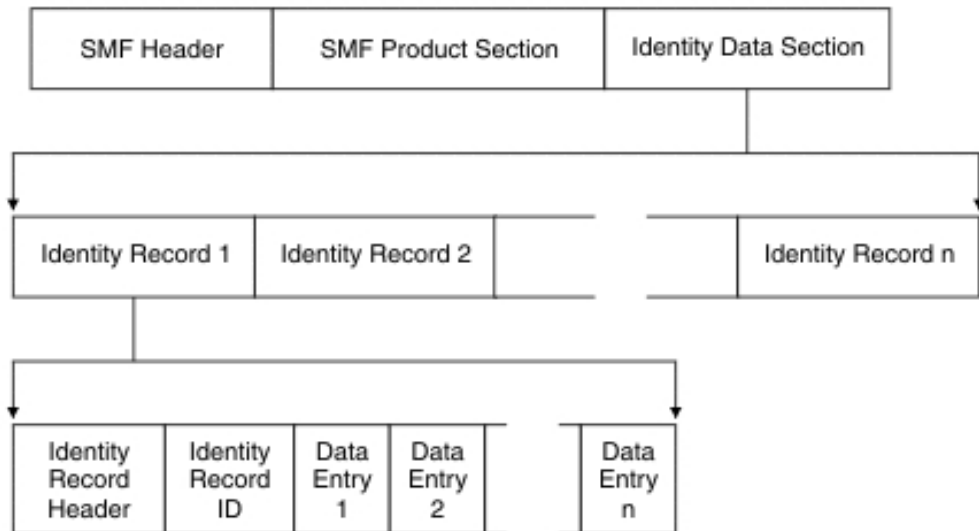 SMF Header
SMF Product Section
Identity Data Section
Identity Record 1
Identity Record 2
Identity Record n
Identity
Record
Header
Identity
Record
ID
Data
Entry
1
Data
Entry
2
Data
Entry
n